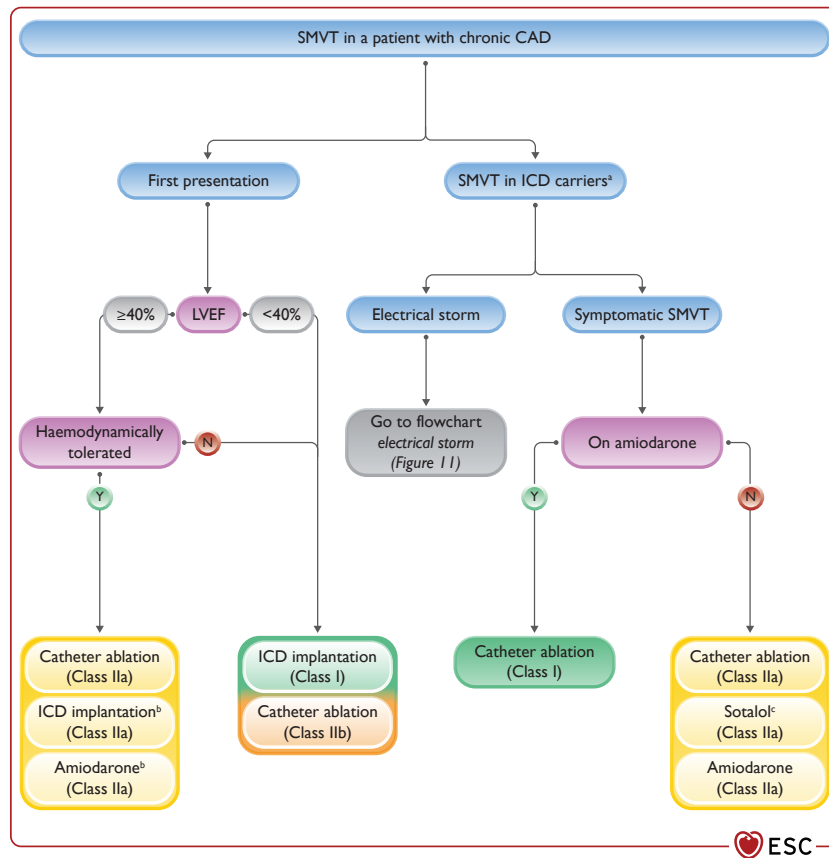 SMVT in a patient with chronic CAD
First presentation
SMVT in ICD carriersᵃ
≥40%
LVEF
<40%
Electrical storm
Symptomatic SMVT
Haemodynamically
tolerated
N
Go to flowchart
electrical storm
(Figure 11)
On amiodarone
Y
Y
N
Catheter ablation
(Class IIa)
ICD implantationᵇ
(Class IIa)
Amiodaroneᵇ
(Class IIa)
ICD implantation
(Class I)
Catheter ablation
(Class IIb)
Catheter ablation
(Class I)
Catheter ablation
(Class IIa)
Sotalolᶜ
(Class IIa)
Amiodarone
(Class IIa)
ESC